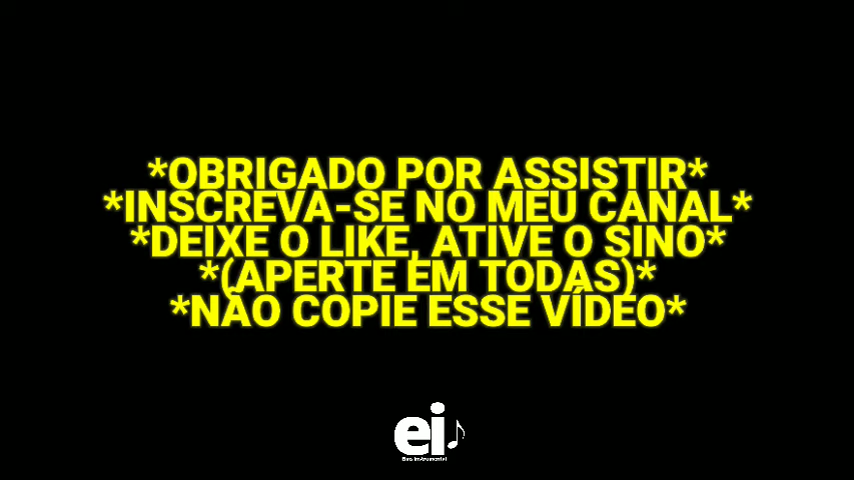 *OBRIGADO POR ASSISTIR*
*INSCREVA-SE NO MEU CANAL*
*DEIXE O LIKE, ATIVE O SINO*
*(APERTE EM TODAS)*
*NÃO COPIE ESSE VÍDEO*
ei